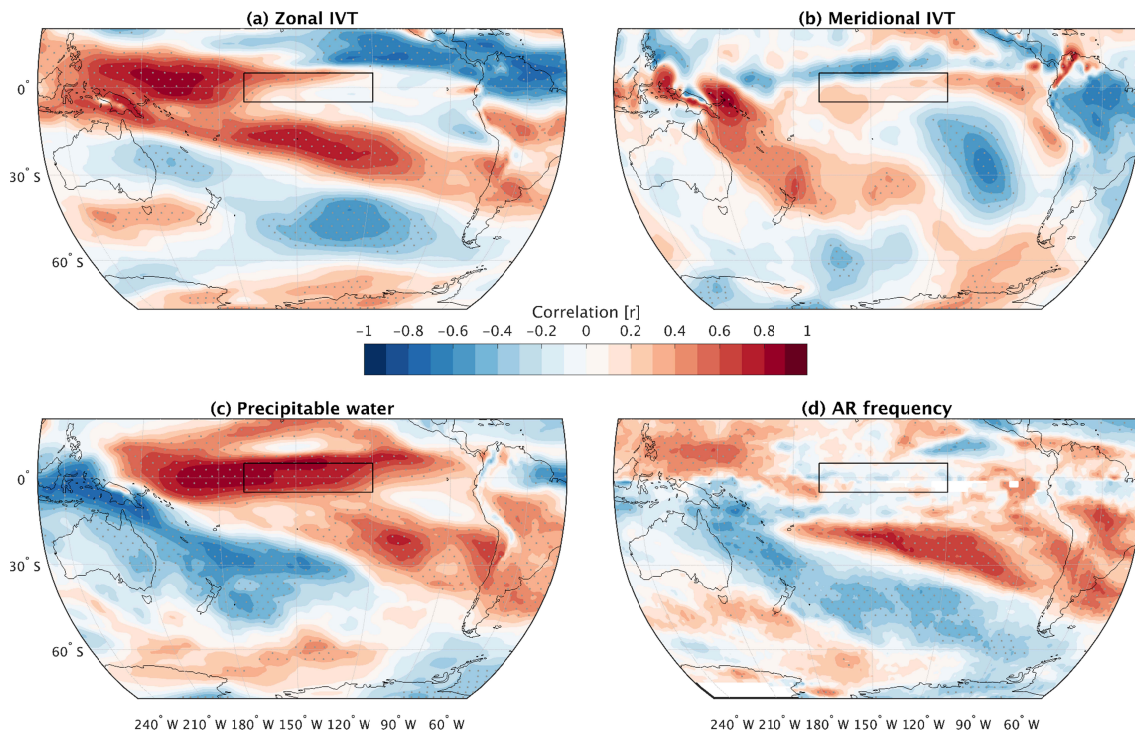 (a) Zonal IVT
(b) Meridional IVT
0°
30° S
60° S
Correlation [r]
−1 −0.8 −0.6 −0.4 −0.2 0 0.2 0.4 0.6 0.8 1
(c) Precipitable water
(d) AR frequency
0°
30° S
60° S
240° W 210° W 180° W 150° W 120° W 90° W 60° W
240° W 210° W 180° W 150° W 120° W 90° W 60° W